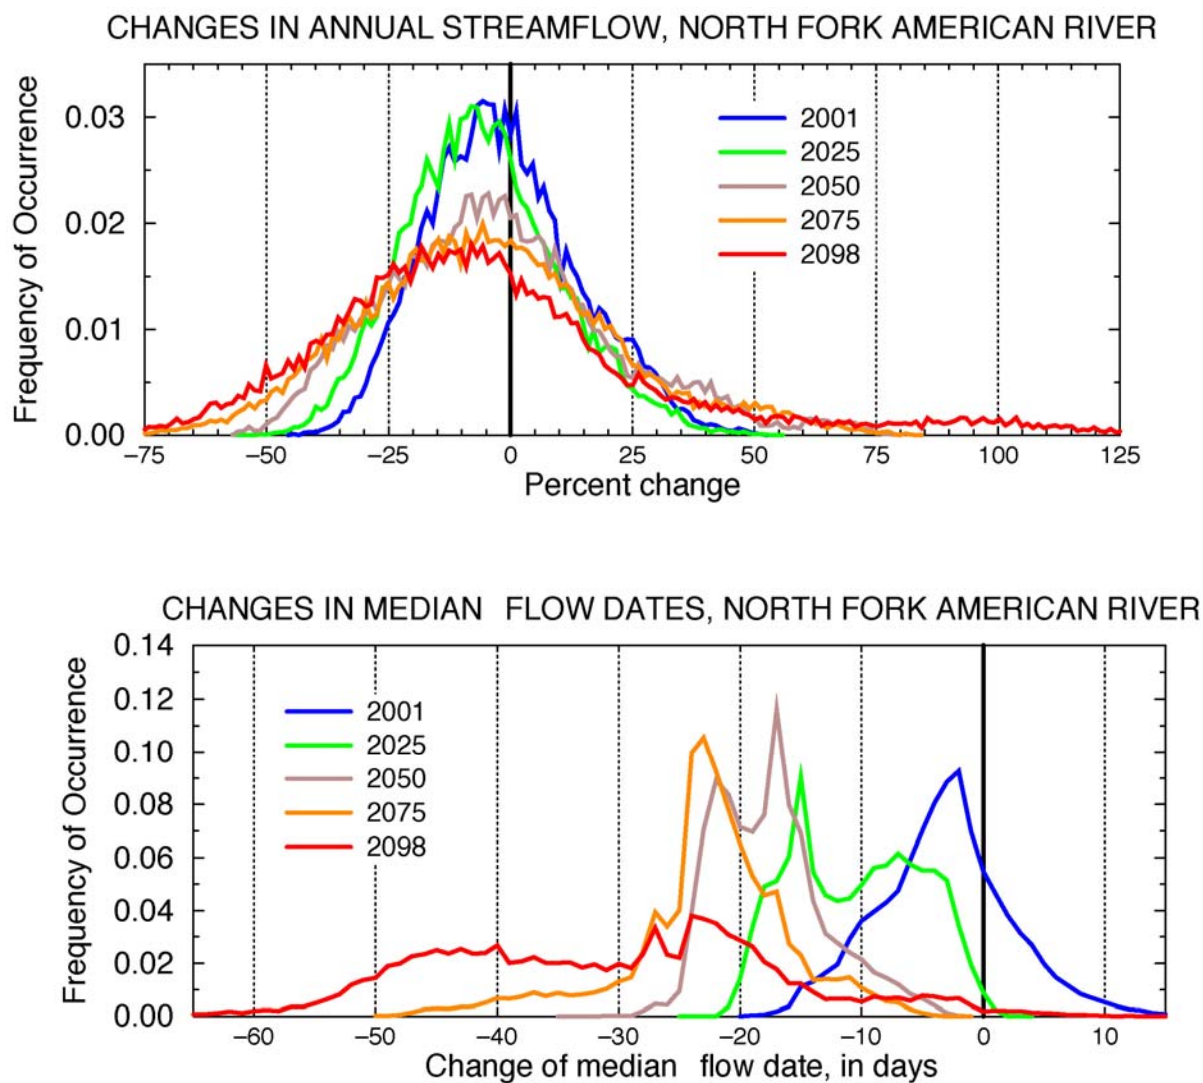 CHANGES IN ANNUAL STREAMFLOW, NORTH FORK AMERICAN RIVER
Frequency of Occurrence
0.03
0.02
0.01
0.00
2001
2025
2050
2075
2098
–75 –50 –25 0 25 50 75 100 125
Percent change
CHANGES IN MEDIAN FLOW DATES, NORTH FORK AMERICAN RIVER
Frequency of Occurrence
0.14
0.12
0.10
0.08
0.06
0.04
0.02
0.00
2001
2025
2050
2075
2098
–60 –50 –40 –30 –20 –10 0 10
Change of median flow date, in days